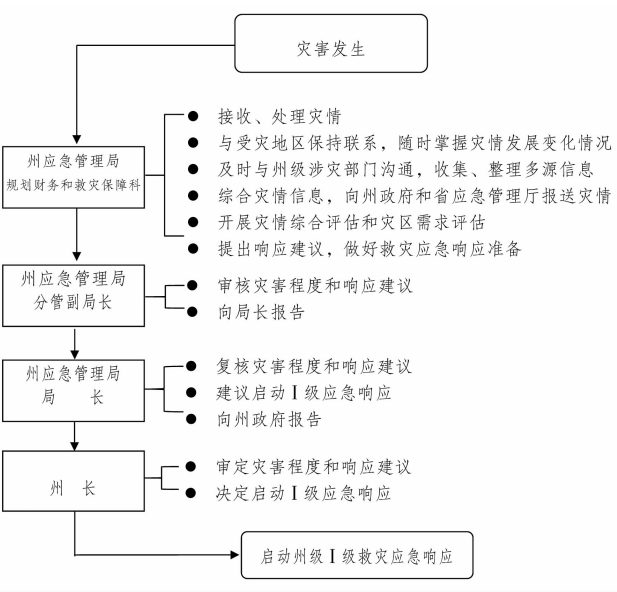 灾害发生
州应急管理局
规划财务和救灾保障科
● 接收、处理灾情
● 与受灾地区保持联系，随时掌握灾情发展变化情况
● 及时与州级涉灾部门沟通，收集、整理多源信息
● 综合灾情信息，向州政府和省应急管理厅报送灾情
● 开展灾情综合评估和灾区需求评估
● 提出响应建议，做好救灾应急响应准备
州应急管理局
分管副局长
● 审核灾害程度和响应建议
● 向局长报告
州应急管理局
局 长
● 复核灾害程度和响应建议
● 建议启动Ⅰ级应急响应
● 向州政府报告
州 长
● 审定灾害程度和响应建议
● 决定启动Ⅰ级应急响应
启动州级Ⅰ级救灾应急响应